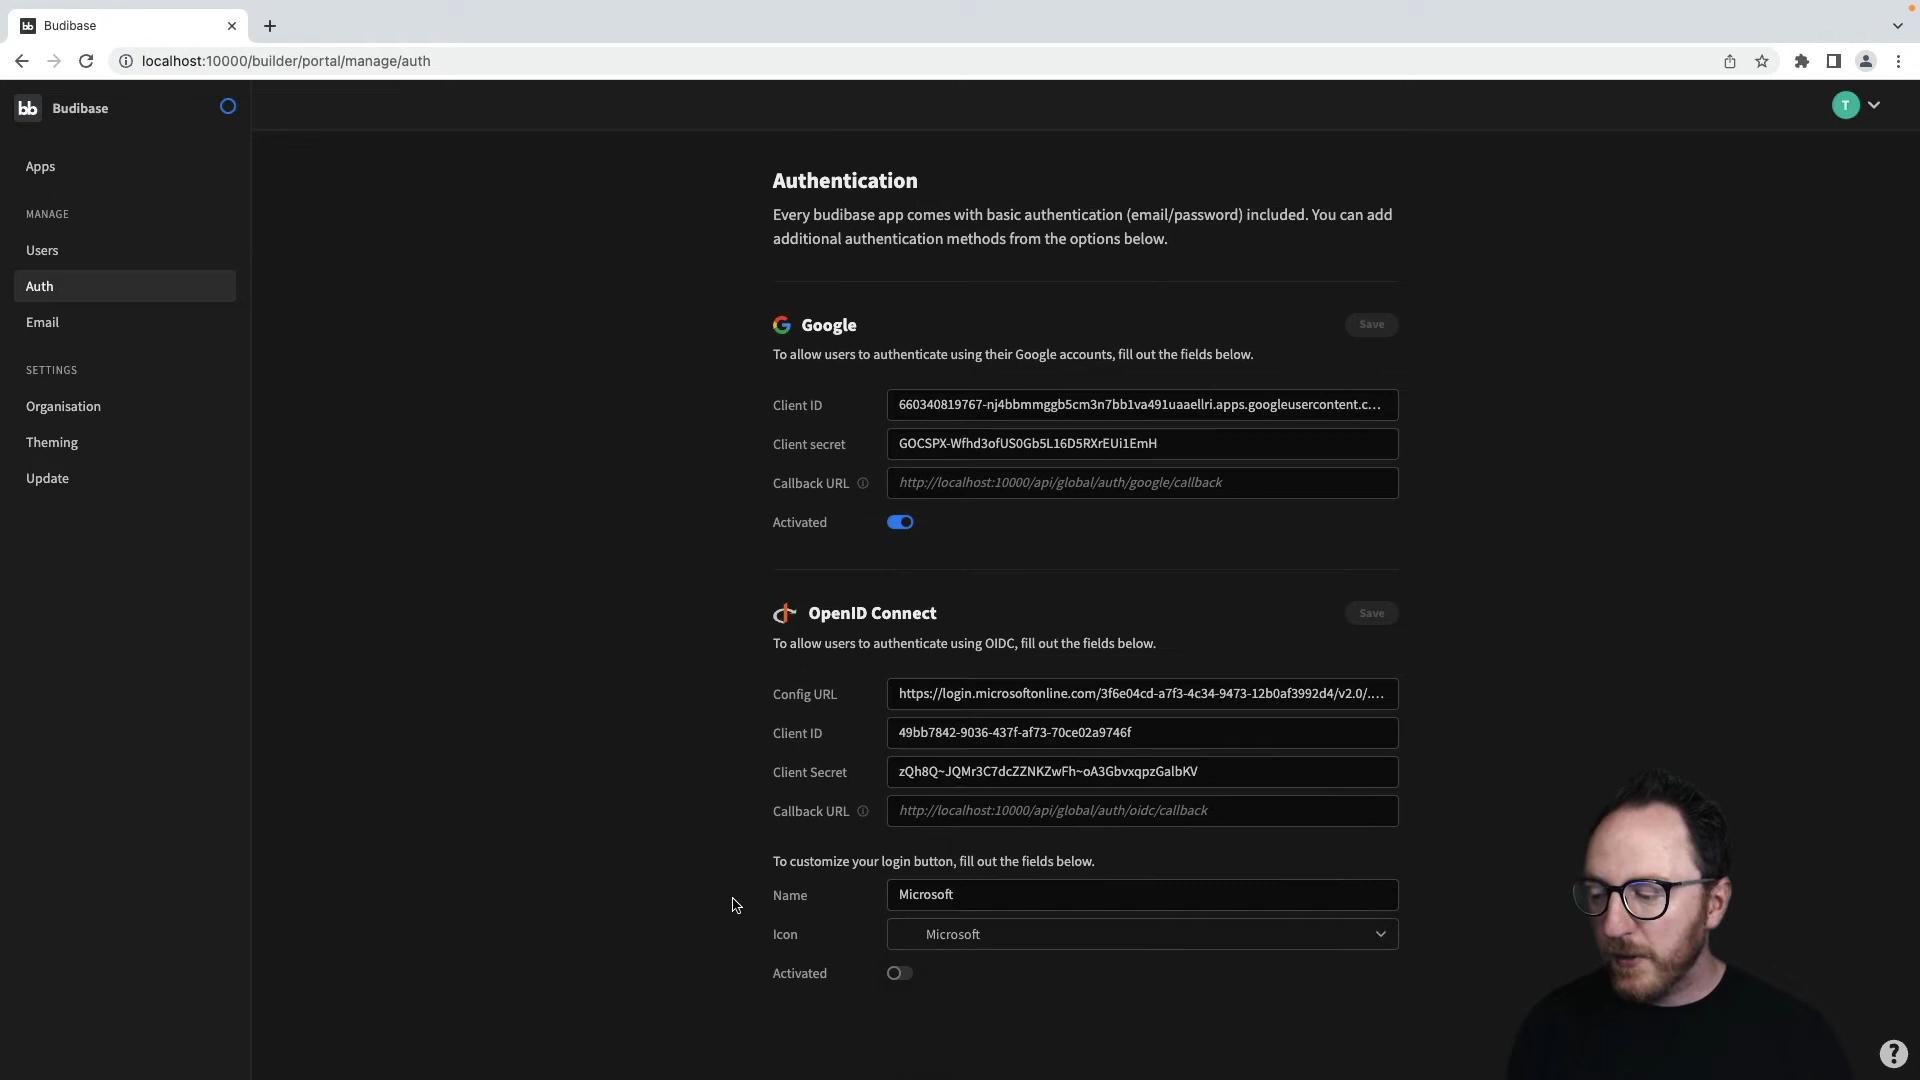 Budibase
localhost:10000/builder/portal/manage/auth
bb Budibase
T
Apps
MANAGE
Users
Auth
Email
SETTINGS
Organisation
Theming
Update
Authentication
Every budibase app comes with basic authentication (email/password) included. You can add
additional authentication methods from the options below.
Google
Save
To allow users to authenticate using their Google accounts, fill out the fields below.
Client ID
660340819767-nj4bbmmggb5cm3n7bb1va491uaaellri.apps.googleusercontent.c...
Client secret
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
Callback URL
http://localhost:10000/api/global/auth/google/callback
Activated
OpenID Connect
Save
To allow users to authenticate using OIDC, fill out the fields below.
Config URL
https://login.microsoftonline.com/3f6e04cd-a7f3-4c34-9473-12b0af3992d4/v2.0/....
Client ID
49bb7842-9036-437f-af73-70ce02a9746f
Client Secret
zQh8Q~JQMr3C7dcZZNKZwFh~oA3GbvxqpzGalbKV
Callback URL
http://localhost:10000/api/global/auth/oidc/callback
To customize your login button, fill out the fields below.
Name
Microsoft
Icon
Microsoft
Activated
?